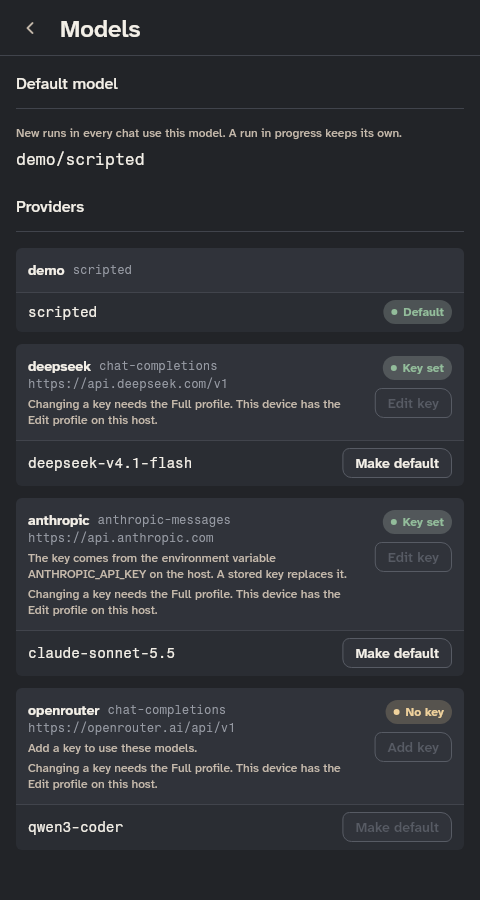 Models
Default model
New runs in every chat use this model. A run in progress keeps its own.
demo/scripted
Providers
demo scripted
scripted Default
deepseek chat-completions Key set
https://api.deepseek.com/v1
Changing a key needs the Full profile. This device has the Edit key
Edit profile on this host.
deepseek-v4.1-flash Make default
anthropic anthropic-messages Key set
https://api.anthropic.com
The key comes from the environment variable Edit key
ANTHROPIC_API_KEY on the host. A stored key replaces it.
Changing a key needs the Full profile. This device has the
Edit profile on this host.
claude-sonnet-5.5 Make default
openrouter chat-completions No key
https://openrouter.ai/api/v1
Add a key to use these models. Add key
Changing a key needs the Full profile. This device has the
Edit profile on this host.
qwen3-coder Make default